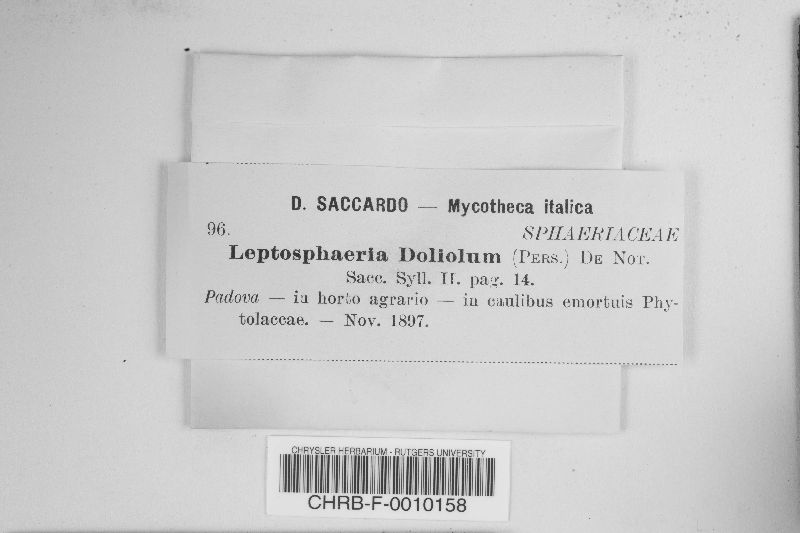 D. SACCARDO — Mycotheca italica
96.
SPHAERIACEAE
Leptosphaeria Doliolum (PERS.) DE NOT.
Sacc. Syll. II. pag. 14.
Padova — in horto agrario — in caulibus emortuis Phy-
tolaccae. — Nov. 1897.
CHRYSLER HERBARIUM - RUTGERS UNIVERSITY
CHRB-F-0010158